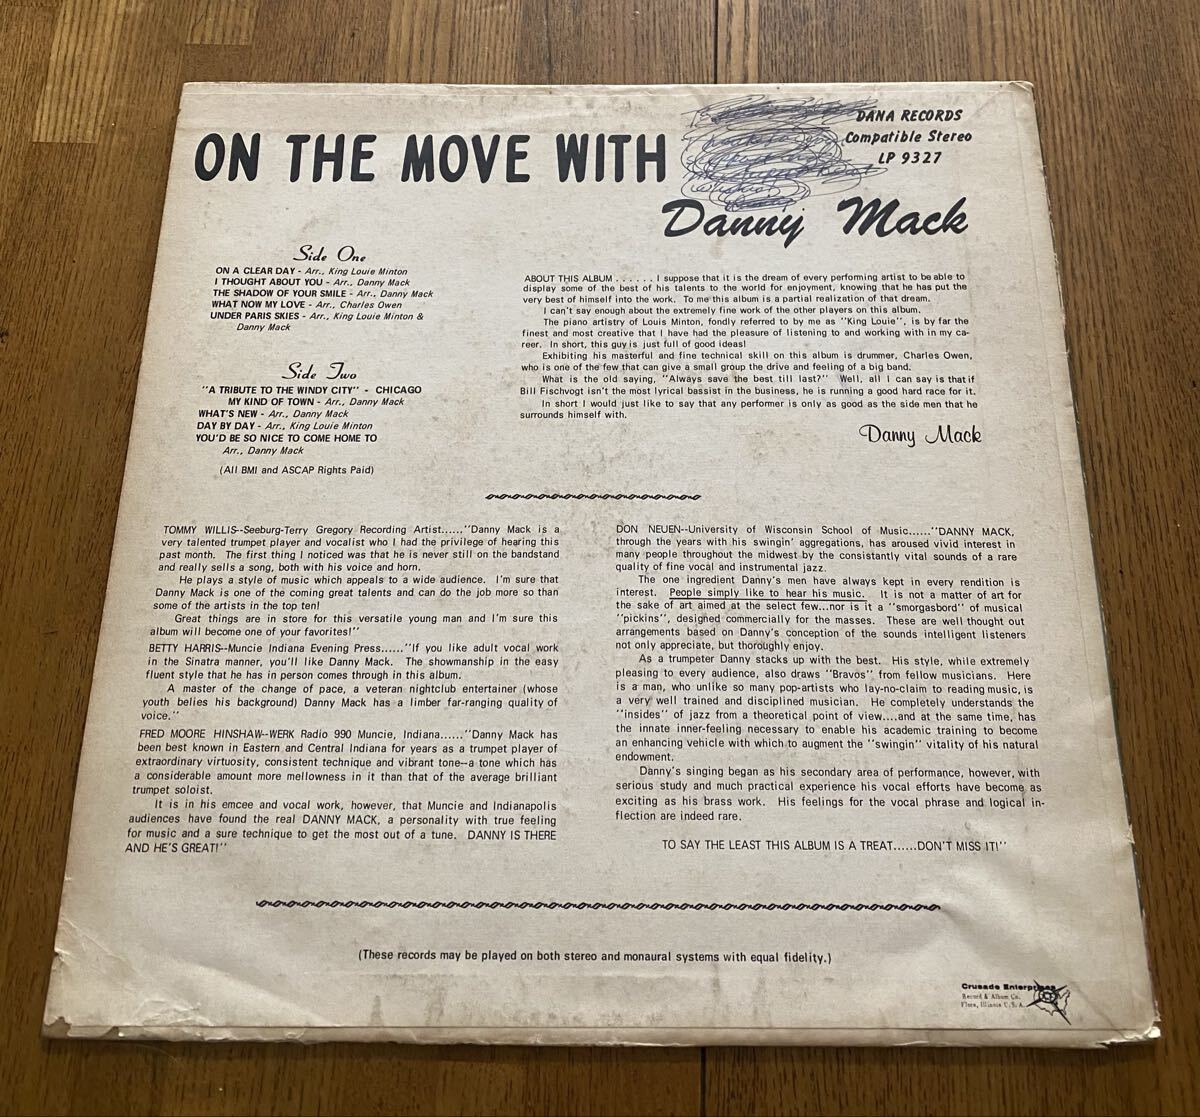 ON THE MOVE WITH
Danny Mack
DANA RECORDS
Compatible Stereo
LP 9327
Side One
ON A CLEAR DAY - Arr., King Louie Minton
I THOUGHT ABOUT YOU - Arr., Danny Mack
THE SHADOW OF YOUR SMILE - Arr., Danny Mack
WHAT NOW MY LOVE - Arr., Charles Owen
UNDER PARIS SKIES - Arr., King Louie Minton &
Danny Mack
Side Two
"A TRIBUTE TO THE WINDY CITY" - CHICAGO
MY KIND OF TOWN - Arr., Danny Mack
WHAT'S NEW - Arr., Danny Mack
DAY BY DAY - Arr., King Louie Minton
YOU'D BE SO NICE TO COME HOME TO
Arr., Danny Mack
(All BMI and ASCAP Rights Paid)
ABOUT THIS ALBUM . . . . . . I suppose that it is the dream of every performing artist to be able to
display some of the best of his talents to the world for enjoyment, knowing that he has put the
very best of himself into the work. To me this album is a partial realization of that dream.
I can't say enough about the extremely fine work of the other players on this album.
The piano artistry of Louis Minton, fondly referred to by me as "King Louie", is by far the
finest and most creative that I have had the pleasure of listening to and working with in my ca-
reer. In short, this guy is just full of good ideas!
Exhibiting his masterful and fine technical skill on this album is drummer, Charles Owen,
who is one of the few that can give a small group the drive and feeling of a big band.
What is the old saying, "Always save the best till last?" Well, all I can say is that if
Bill Fischvogt isn't the most lyrical bassist in the business, he is running a good hard race for it.
In short I would just like to say that any performer is only as good as the side men that he
surrounds himself with.
Danny Mack
TOMMY WILLIS--Seeburg-Terry Gregory Recording Artist......"Danny Mack is a
very talented trumpet player and vocalist who I had the privilege of hearing this
past month. The first thing I noticed was that he is never still on the bandstand
and really sells a song, both with his voice and horn.
He plays a style of music which appeals to a wide audience. I'm sure that
Danny Mack is one of the coming great talents and can do the job more so than
some of the artists in the top ten!
Great things are in store for this versatile young man and I'm sure this
album will become one of your favorites!"
BETTY HARRIS--Muncie Indiana Evening Press......"If you like adult vocal work
in the Sinatra manner, you'll like Danny Mack. The showmanship in the easy
fluent style that he has in person comes through in this album.
A master of the change of pace, a veteran nightclub entertainer (whose
youth belies his background) Danny Mack has a limber far-ranging quality of
voice."
FRED MOORE HINSHAW--WERK Radio 990 Muncie, Indiana......"Danny Mack has
been best known in Eastern and Central Indiana for years as a trumpet player of
extraordinary virtuosity, consistent technique and vibrant tone--a tone which has
a considerable amount more mellowness in it than that of the average brilliant
trumpet soloist.
It is in his emcee and vocal work, however, that Muncie and Indianapolis
audiences have found the real DANNY MACK, a personality with true feeling
for music and a sure technique to get the most out of a tune. DANNY IS THERE
AND HE'S GREAT!"
DON NEUEN--University of Wisconsin School of Music......"DANNY MACK,
through the years with his swingin' aggregations, has aroused vivid interest in
many people throughout the midwest by the consistantly vital sounds of a rare
quality of fine vocal and instrumental jazz.
The one ingredient Danny's men have always kept in every rendition is
interest. People simply like to hear his music. It is not a matter of art for
the sake of art aimed at the select few...nor is it a "smorgasbord" of musical
"pickins", designed commercially for the masses. These are well thought out
arrangements based on Danny's conception of the sounds intelligent listeners
not only appreciate, but thoroughly enjoy.
As a trumpeter Danny stacks up with the best. His style, while extremely
pleasing to every audience, also draws "Bravos" from fellow musicians. Here
is a man, who unlike so many pop-artists who lay-no-claim to reading music, is
a very well trained and disciplined musician. He completely understands the
"insides" of jazz from a theoretical point of view....and at the same time, has
the innate inner-feeling necessary to enable his academic training to become
an enhancing vehicle with which to augment the "swingin" vitality of his natural
endowment.
Danny's singing began as his secondary area of performance, however, with
serious study and much practical experience his vocal efforts have become as
exciting as his brass work. His feelings for the vocal phrase and logical in-
flection are indeed rare.
TO SAY THE LEAST THIS ALBUM IS A TREAT......DON'T MISS IT!"
(These records may be played on both stereo and monaural systems with equal fidelity.)
Crusade Enterprises
Record & Album Co.
Flora, Illinois U.S.A.